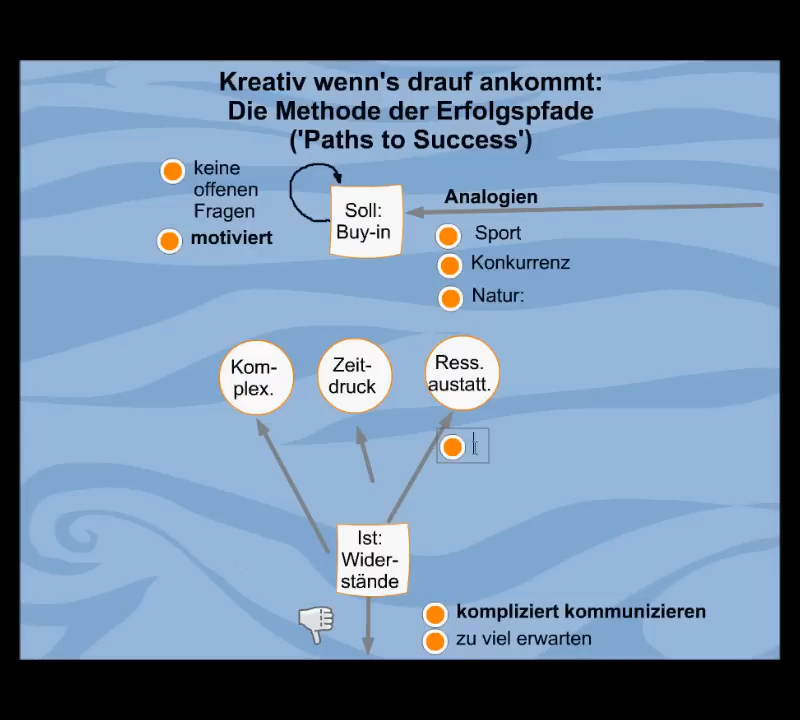 Kreativ wenn's drauf ankommt:
Die Methode der Erfolgspfade
('Paths to Success')
keine
offenen
Fragen
motiviert
Soll:
Buy-in
Analogien
Sport
Konkurrenz
Natur:
Kom-
plex.
Zeit-
druck
Ress.
austatt.
Ist:
Wider-
stände
kompliziert kommunizieren
zu viel erwarten